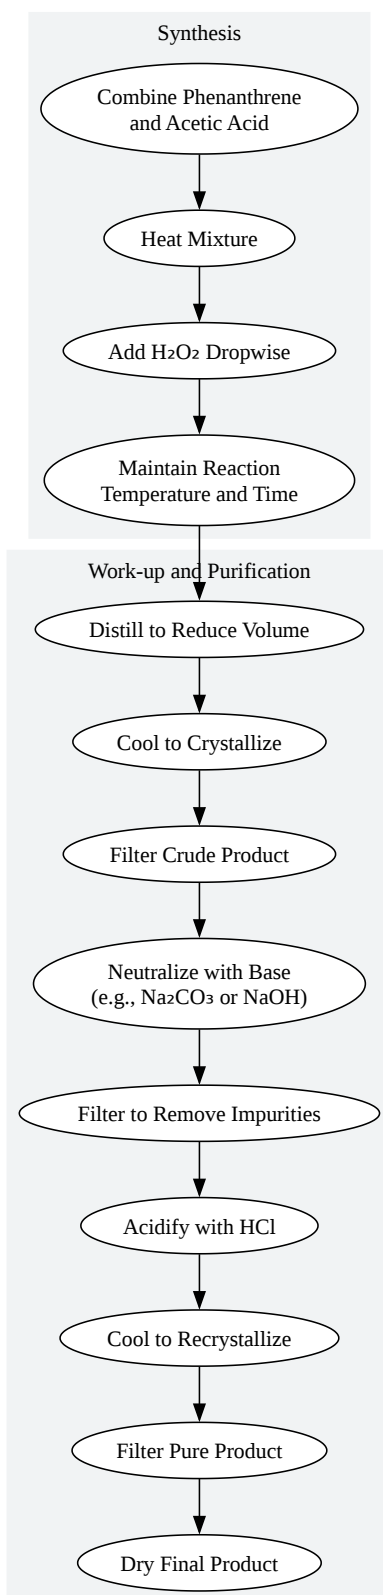 Synthesis
Combine Phenanthrene
and Acetic Acid
Heat Mixture
Add H₂O₂ Dropwise
Maintain Reaction
Temperature and Time
Work-up and Purification
Distill to Reduce Volume
Cool to Crystallize
Filter Crude Product
Neutralize with Base
(e.g., Na₂CO₃ or NaOH)
Filter to Remove Impurities
Acidify with HCl
Cool to Recrystallize
Filter Pure Product
Dry Final Product